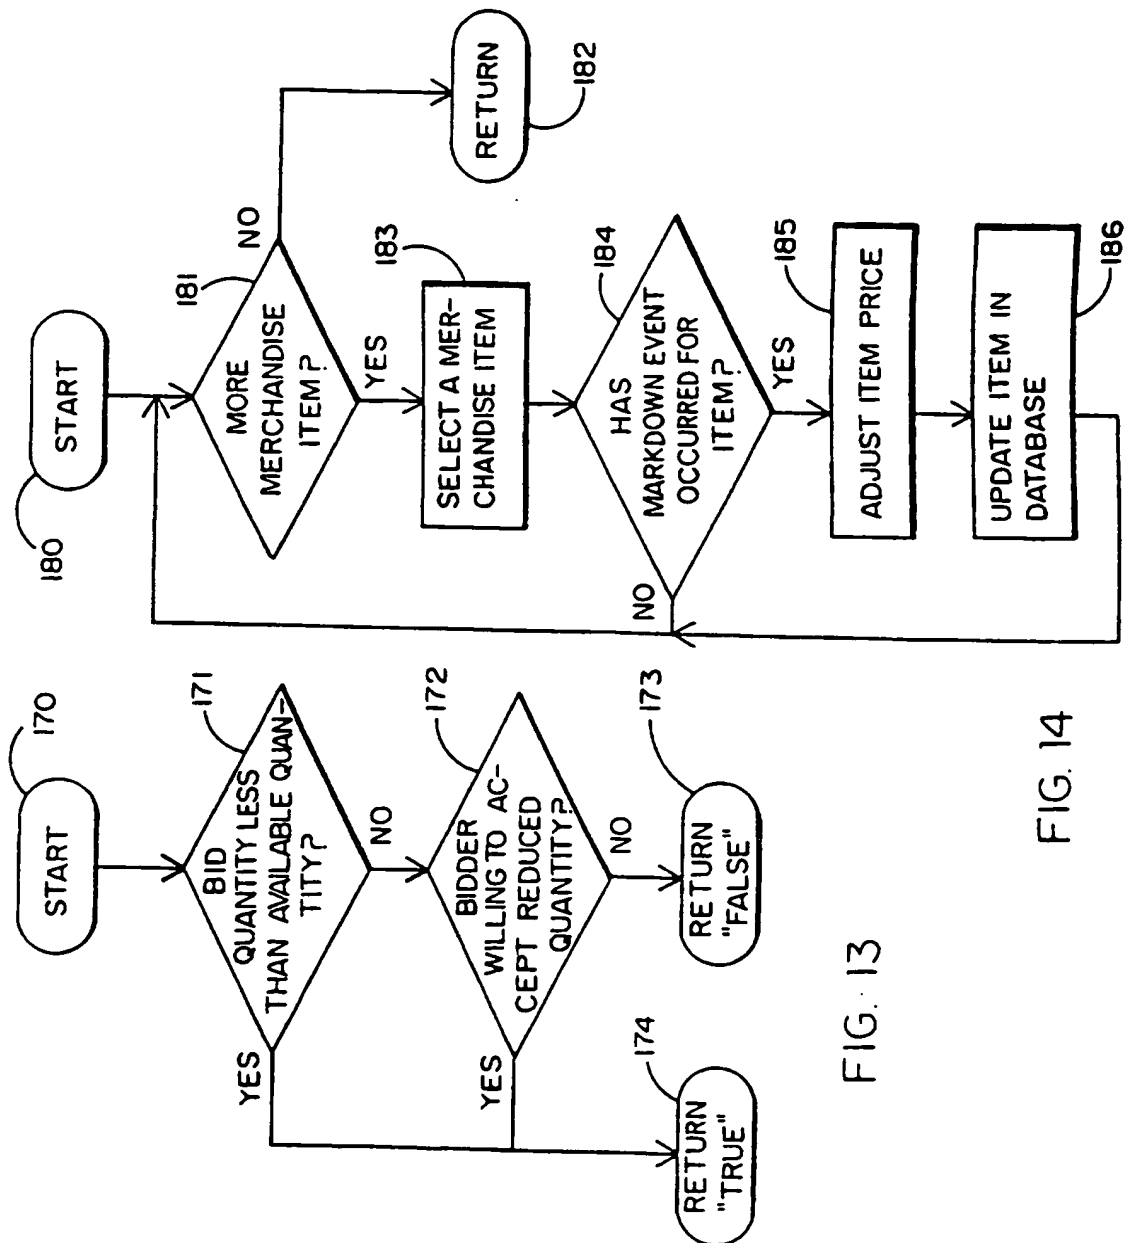 START
170
BID
QUANTITY LESS
THAN AVAILABLE QUAN-
TITY?
171
YES
NO
BIDDER
WILLING TO AC-
CEPT REDUCED
QUANTITY?
172
YES
NO
RETURN
"FALSE"
173
RETURN
"TRUE"
174
FIG. 13
START
180
MORE
MERCHANDISE
ITEM?
181
NO
RETURN
182
YES
SELECT A MER-
CHANDISE ITEM
183
HAS
MARKDOWN EVENT
OCCURRED FOR
ITEM?
184
NO
YES
ADJUST ITEM PRICE
185
UPDATE ITEM IN
DATABASE
186
FIG. 14